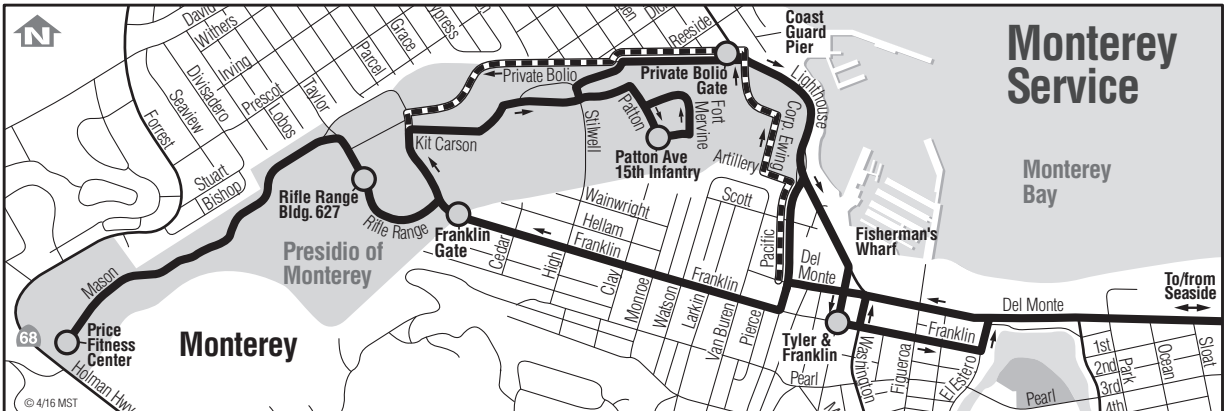 N
David
Withers
Irving
Divisadero
Seaview
Prescot
Lobos
Taylor
Parcel
Grace
Forrest
Stuart
Bishop
Reeside
Private Bolio
Private Bolio
Gate
Coast
Guard
Pier
Lighthouse
Monterey
Service
Monterey
Bay
Kit Carson
Stilwell
Patton
Fort
Mervine
Patton Ave
15th Infantry
Artillery
Corp. Ewing
Rifle Range
Bldg. 627
Rifle Range
Franklin
Gate
Presidio of
Monterey
Wainwright
Hellam
Franklin
Scott
Pacific
Fisherman's
Wharf
Cedar
High
Clay
Monroe
Watson
Larkin
Franklin
Van Buren
Pierce
Del
Monte
Del Monte
To/from
Seaside
Mason
68
Price
Fitness
Center
Holman Hwy
Monterey
Tyler &
Franklin
Pearl
Washington
Figueroa
Franklin
El Estero
Pearl
1st
2nd
3rd
4th
Park
Ocean
Sloat
© 4/16 MST